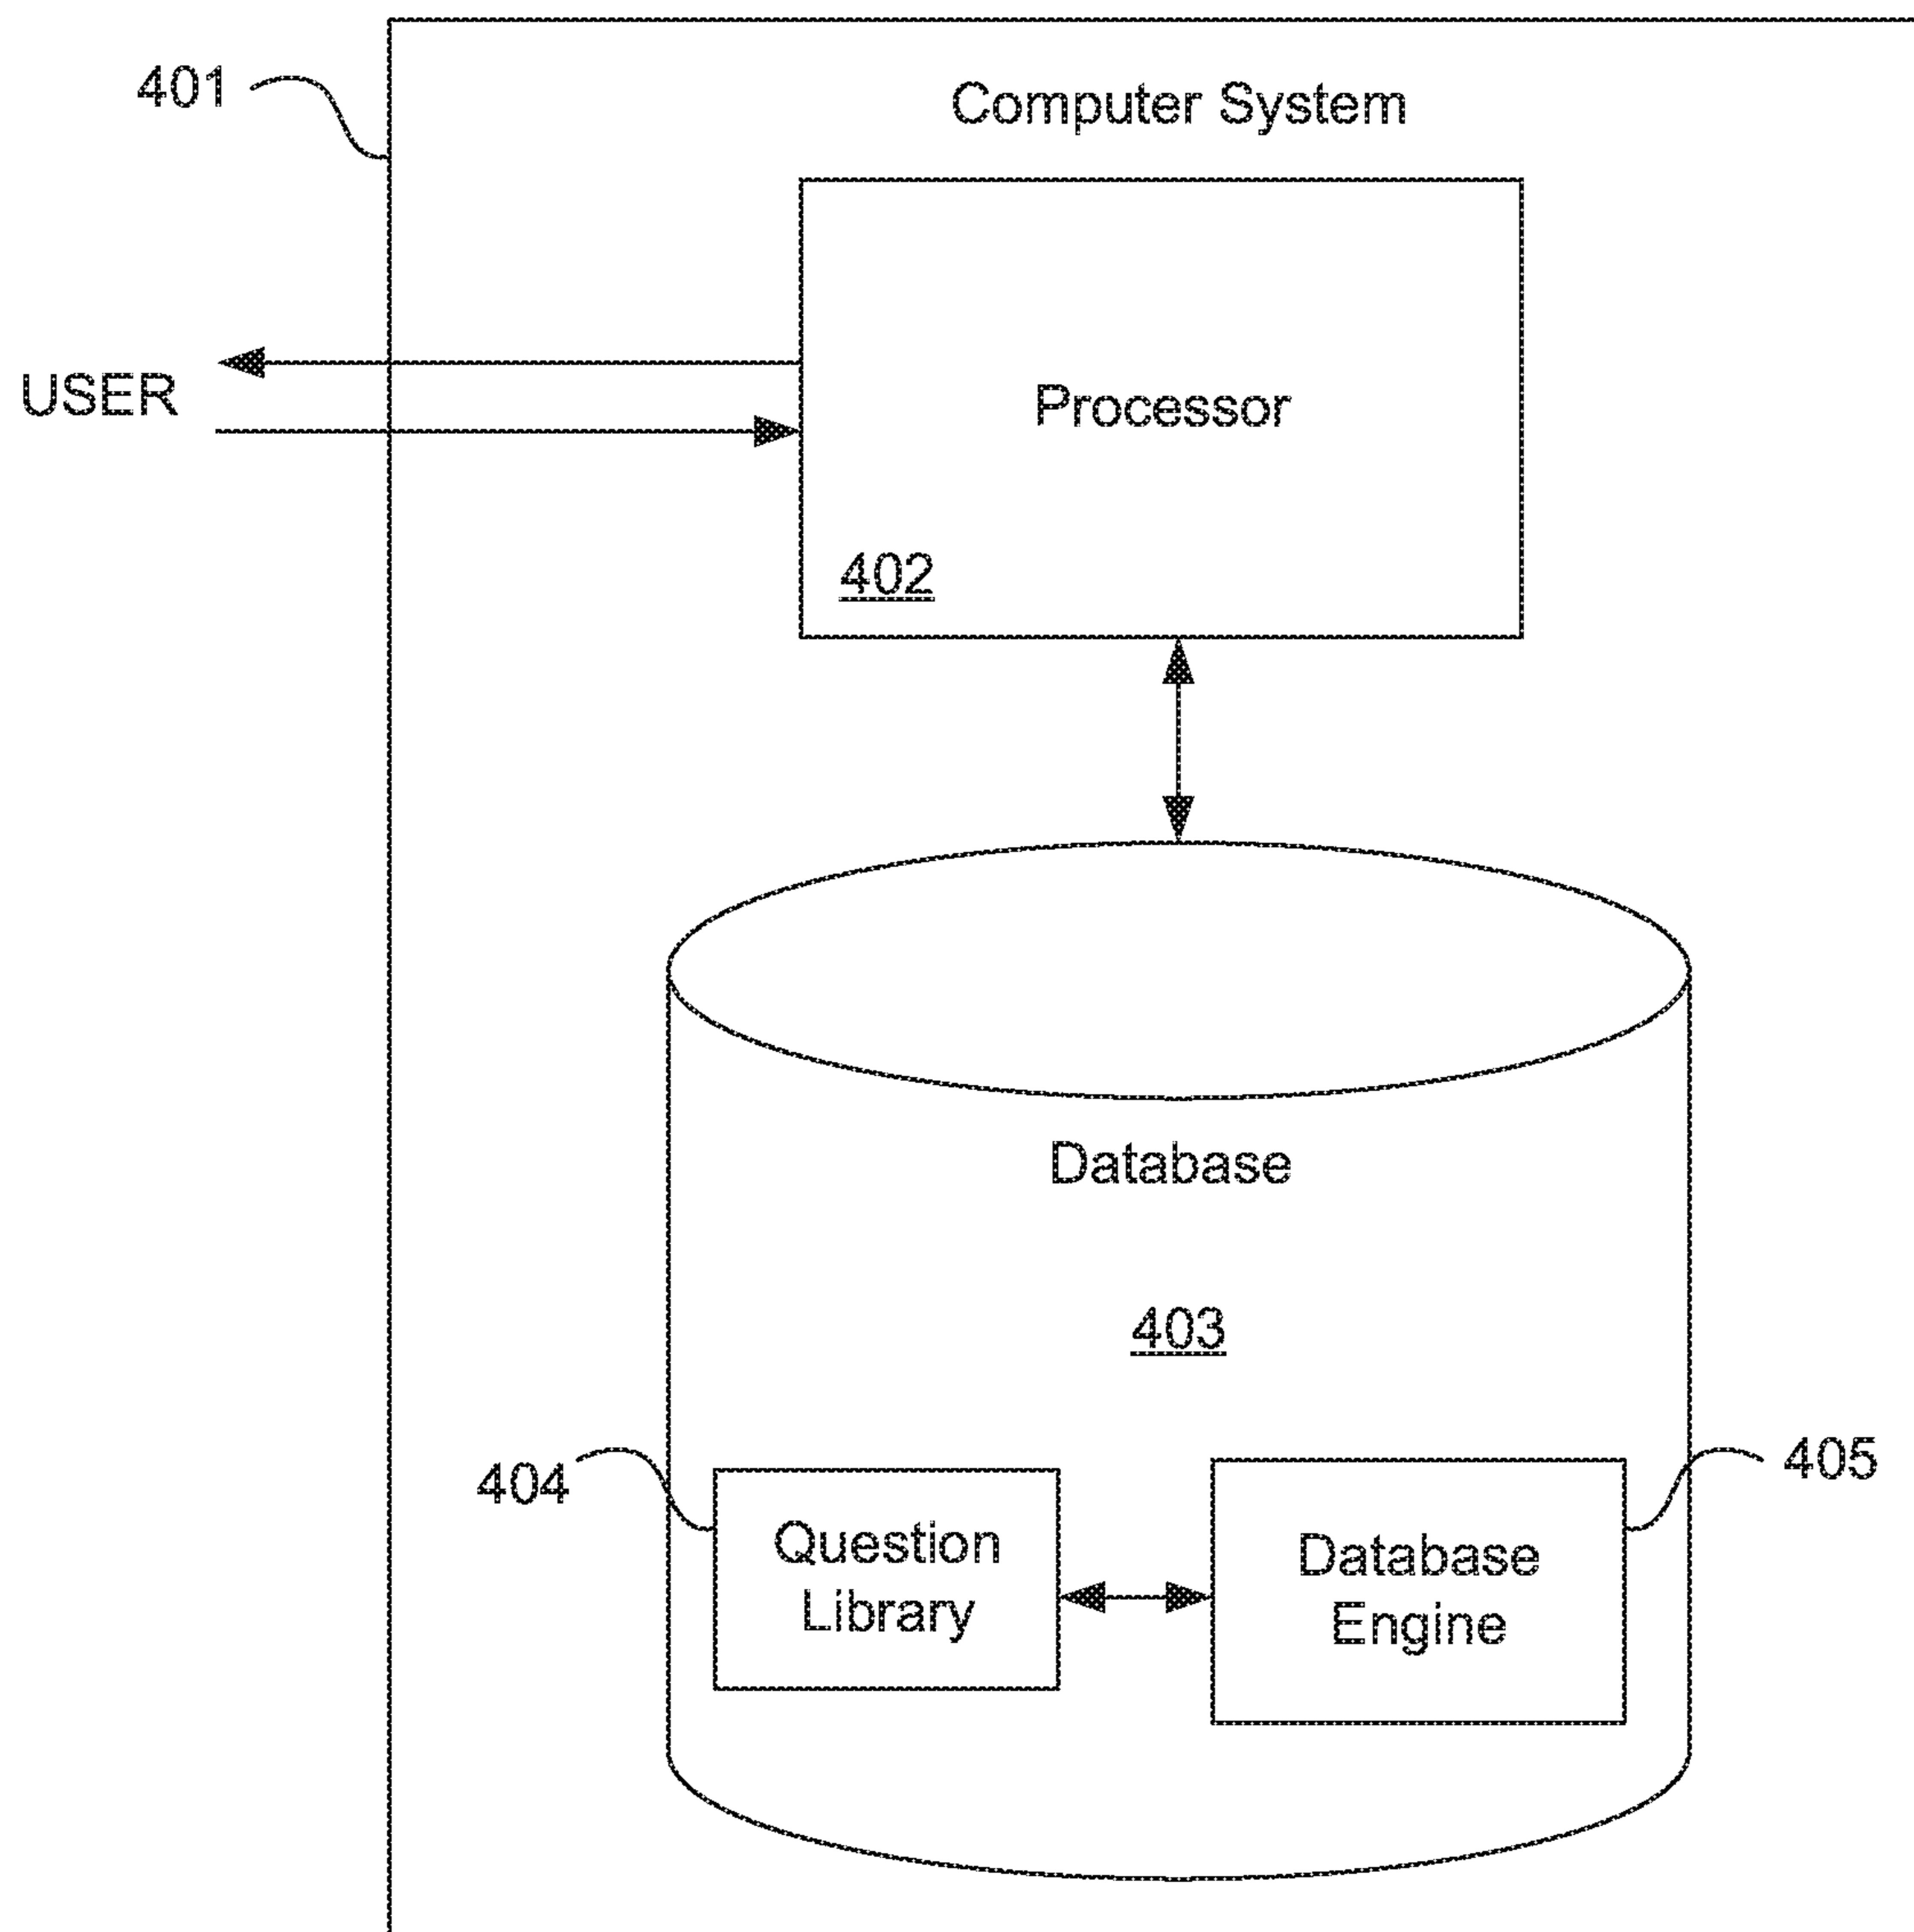 401
Computer System
USER
Processor
402
Database
403
404
405
Question
Library
Database
Engine